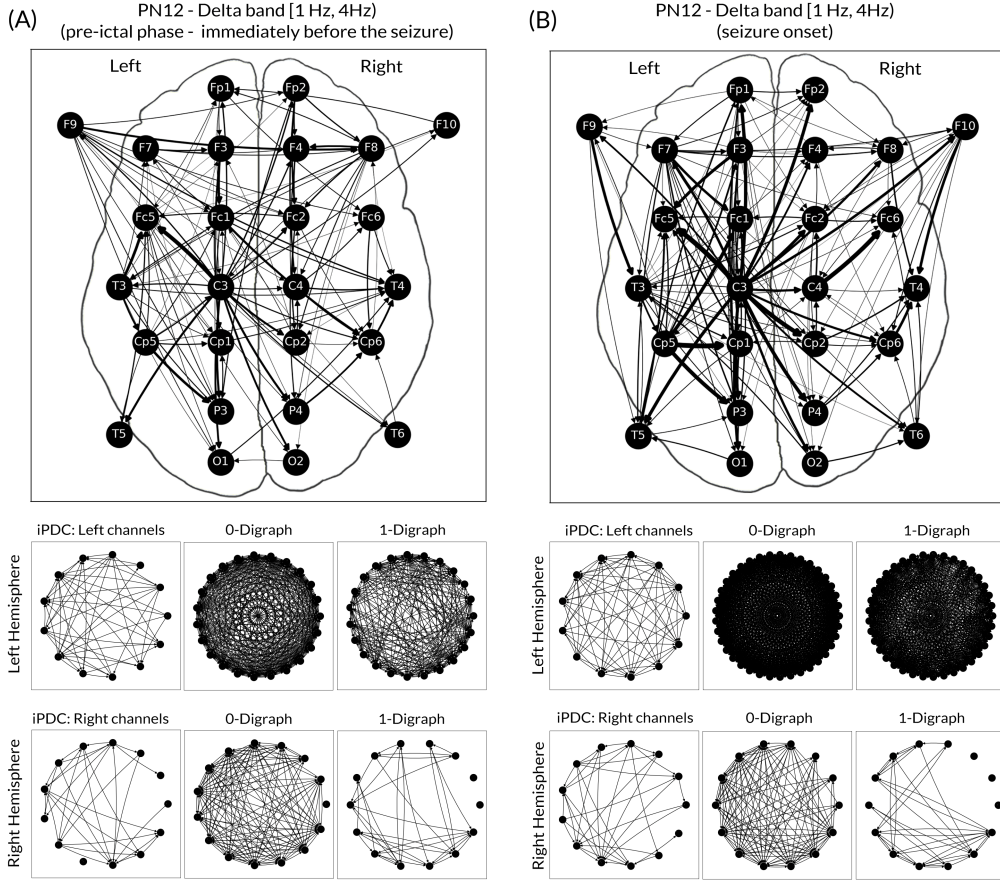 (A)
PN12 - Delta band [1 Hz, 4Hz)
(pre-ictal phase - immediately before the seizure)
Left
Right
Fp1
Fp2
F9
F10
F7
F3
F4
F8
Fc5
Fc1
Fc2
Fc6
T3
C3
C4
T4
Cp5
Cp1
Cp2
Cp6
P3
P4
T5
T6
O1
O2
iPDC: Left channels
0-Digraph
1-Digraph
Left Hemisphere
iPDC: Right channels
0-Digraph
1-Digraph
Right Hemisphere
(B)
PN12 - Delta band [1 Hz, 4Hz)
(seizure onset)
Left
Right
Fp1
Fp2
F9
F10
F7
F3
F4
F8
Fc5
Fc1
Fc2
Fc6
T3
C3
C4
T4
Cp5
Cp1
Cp2
Cp6
P3
P4
T5
T6
O1
O2
iPDC: Left channels
0-Digraph
1-Digraph
Left Hemisphere
iPDC: Right channels
0-Digraph
1-Digraph
Right Hemisphere